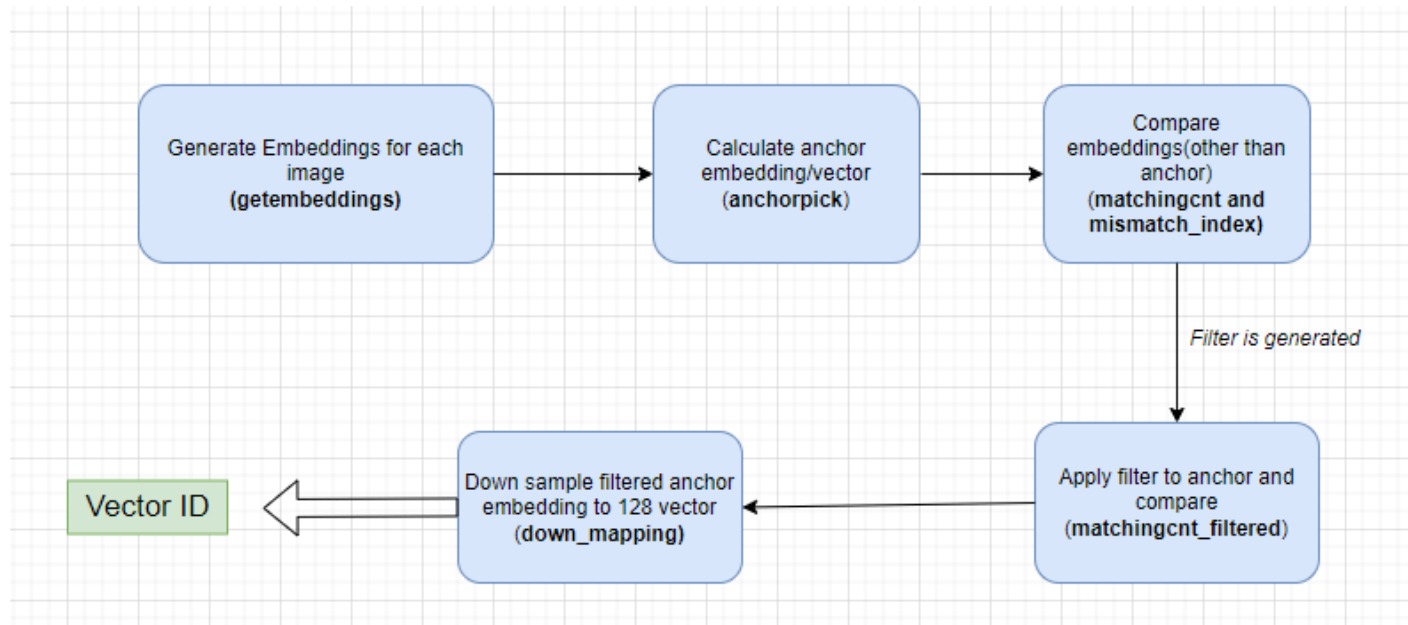 Generate Embeddings for each
image
(getembeddings)
Calculate anchor
embedding/vector
(anchorpick)
Compare
embeddings(other than
anchor)
(matchingcnt and
mismatch_index)
Filter is generated
Apply filter to anchor and
compare
(matchingcnt_filtered)
Down sample filtered anchor
embedding to 128 vector
(down_mapping)
Vector ID